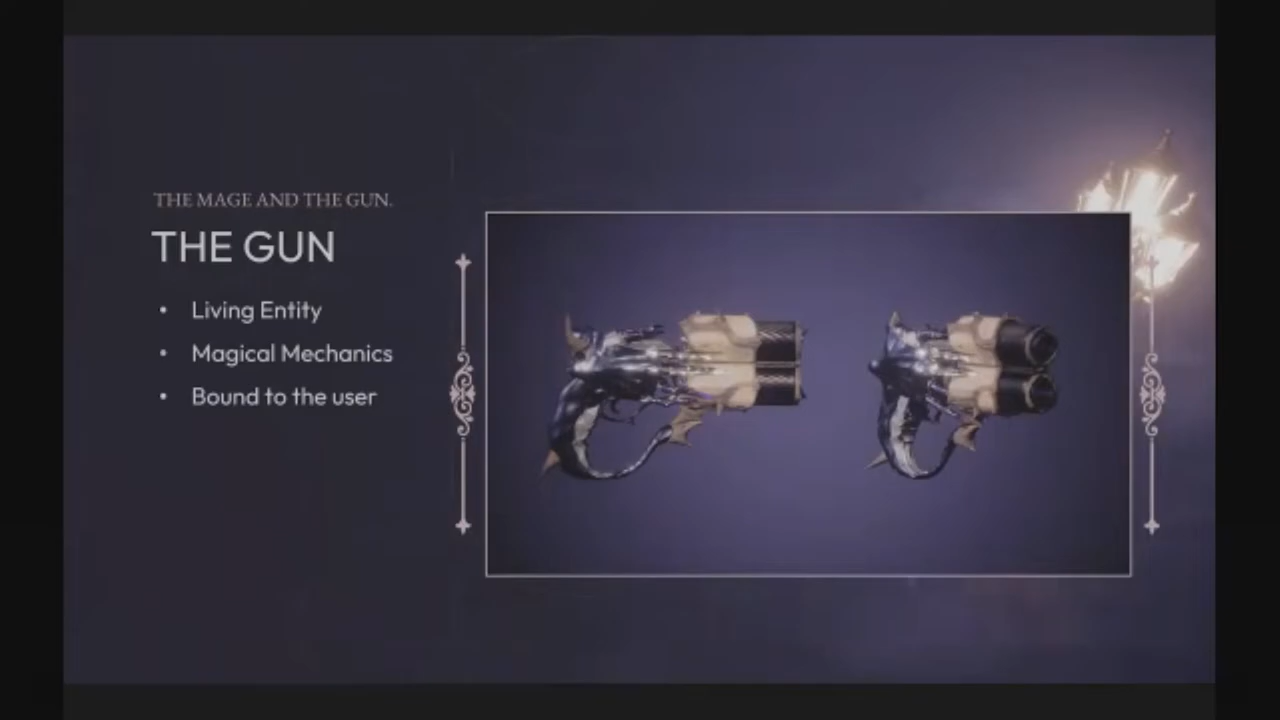 THE MAGE AND THE GUN.
THE GUN
• Living Entity
• Magical Mechanics
• Bound to the user